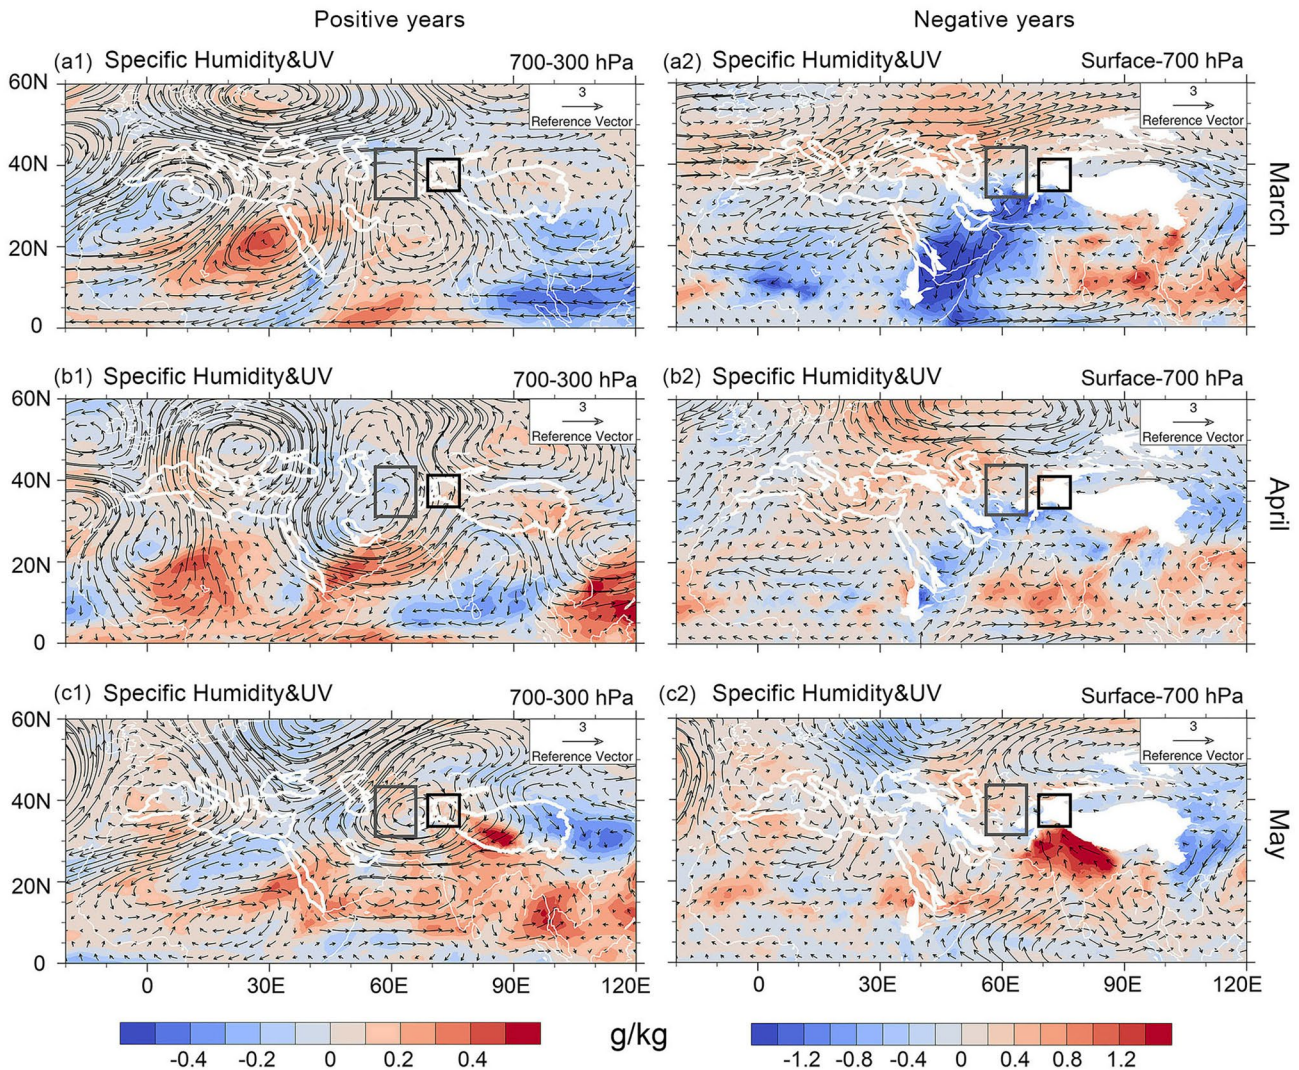 Positive years Negative years
(a1) Specific Humidity&UV 700-300 hPa (a2) Specific Humidity&UV Surface-700 hPa
60N 3 Reference Vector 3 Reference Vector
40N
March
20N
0
(b1) Specific Humidity&UV 700-300 hPa (b2) Specific Humidity&UV Surface-700 hPa
60N 3 Reference Vector 3 Reference Vector
40N
April
20N
0
(c1) Specific Humidity&UV 700-300 hPa (c2) Specific Humidity&UV Surface-700 hPa
60N 3 Reference Vector 3 Reference Vector
40N
May
20N
0
0 30E 60E 90E 120E 0 30E 60E 90E 120E
g/kg
-0.4 -0.2 0 0.2 0.4 -1.2 -0.8 -0.4 0 0.4 0.8 1.2